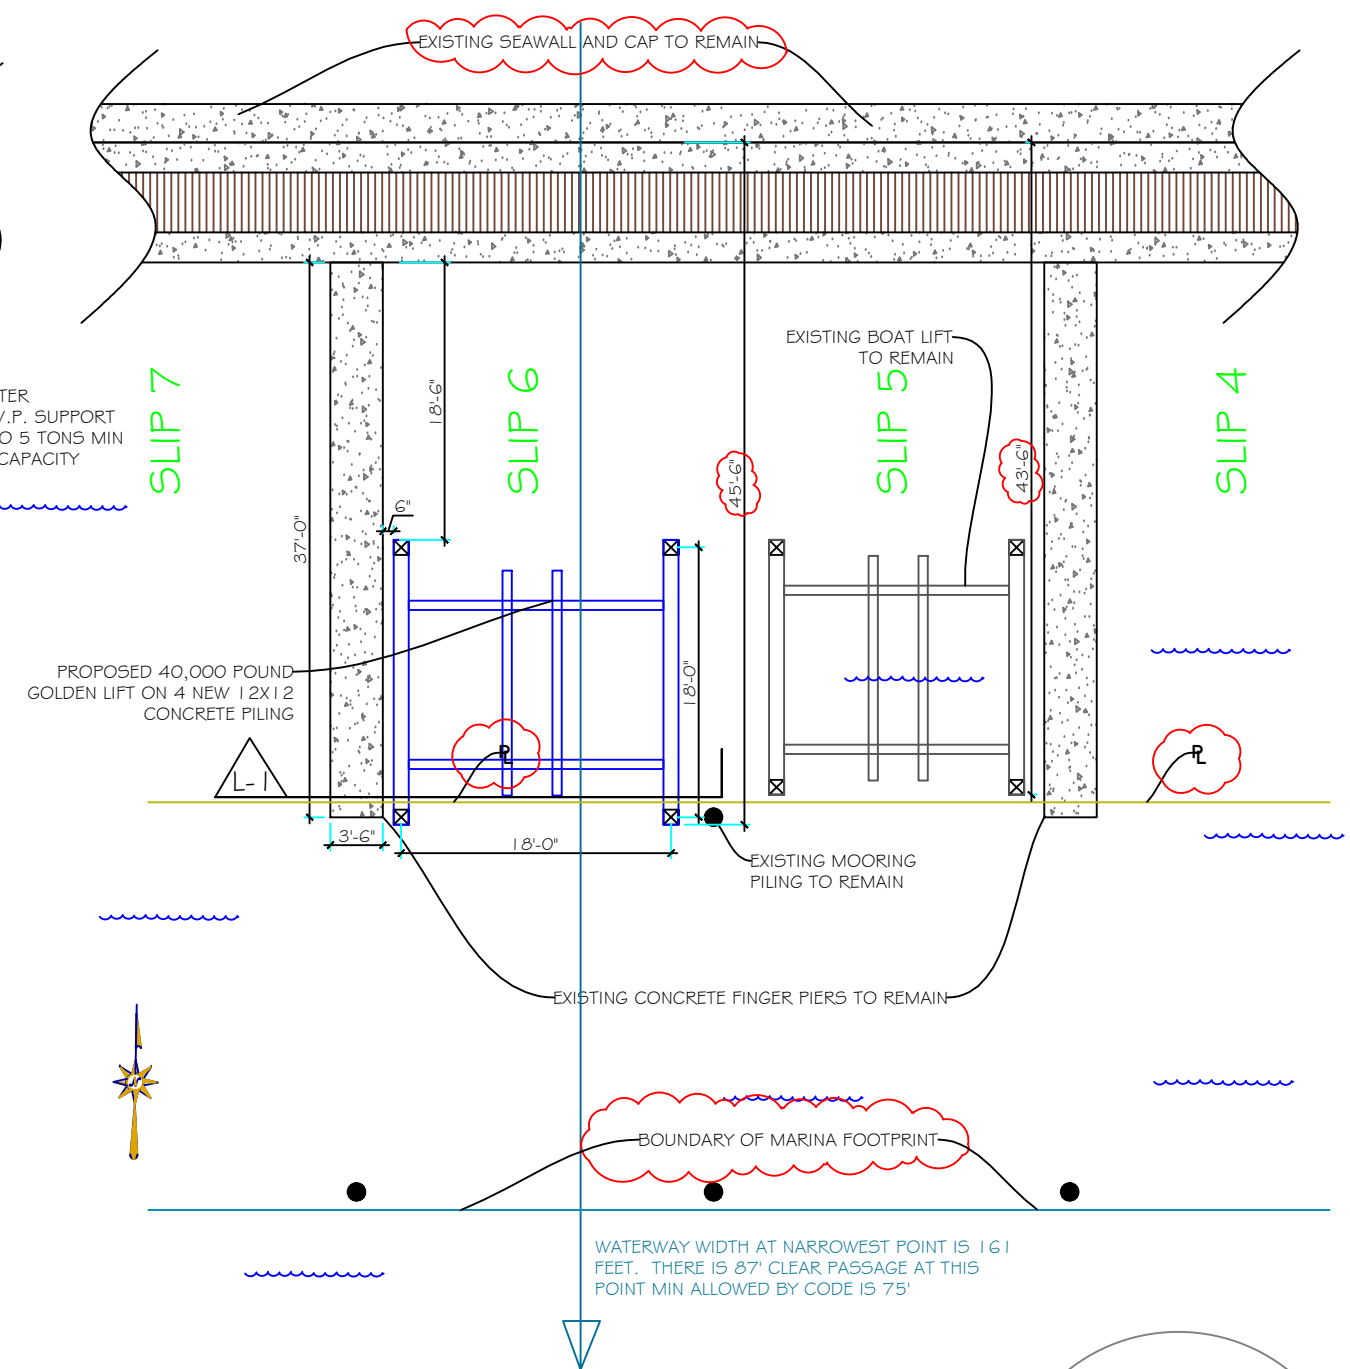 EXISTING SEAWALL AND CAP TO REMAIN
EXISTING BOAT LIFT
TO REMAIN
TER
V.P. SUPPORT
O 5 TONS MIN
CAPACITY
SLIP 7
SLIP 6
SLIP 5
SLIP 4
18'-6"
45'-6"
43'-6"
6"
37'-0"
PROPOSED 40,000 POUND
GOLDEN LIFT ON 4 NEW 12X12
CONCRETE PILING
18'-0"
PL
PL
L-1
3'-6"
18'-0"
EXISTING MOORING
PILING TO REMAIN
EXISTING CONCRETE FINGER PIERS TO REMAIN
N
BOUNDARY OF MARINA FOOTPRINT
WATERWAY WIDTH AT NARROWEST POINT IS 161
FEET. THERE IS 87' CLEAR PASSAGE AT THIS
POINT MIN ALLOWED BY CODE IS 75'